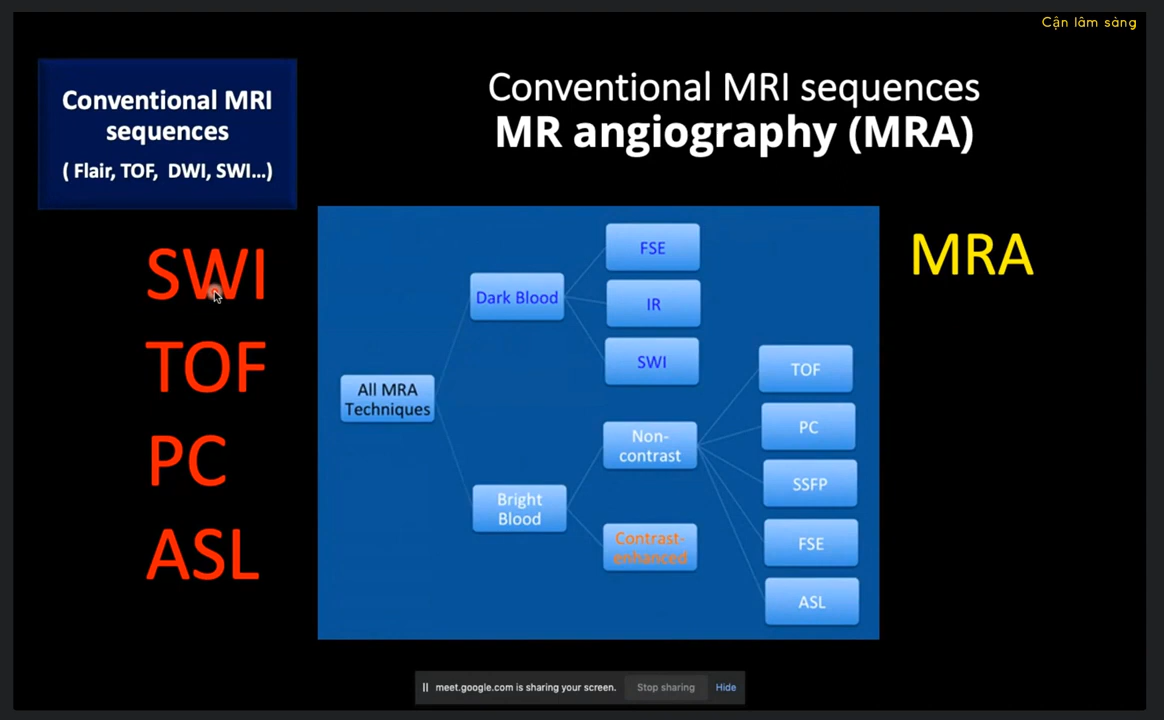 Cận lâm sàng
Conventional MRI
sequences
( Flair, TOF, DWI, SWI...)
Conventional MRI sequences
MR angiography (MRA)
SWI
TOF
PC
ASL
All MRA
Techniques
Dark Blood
Bright
Blood
FSE
IR
SWI
Non-
contrast
Contrast-
enhanced
TOF
PC
SSFP
FSE
ASL
MRA
meet.google.com is sharing your screen.
Stop sharing
Hide